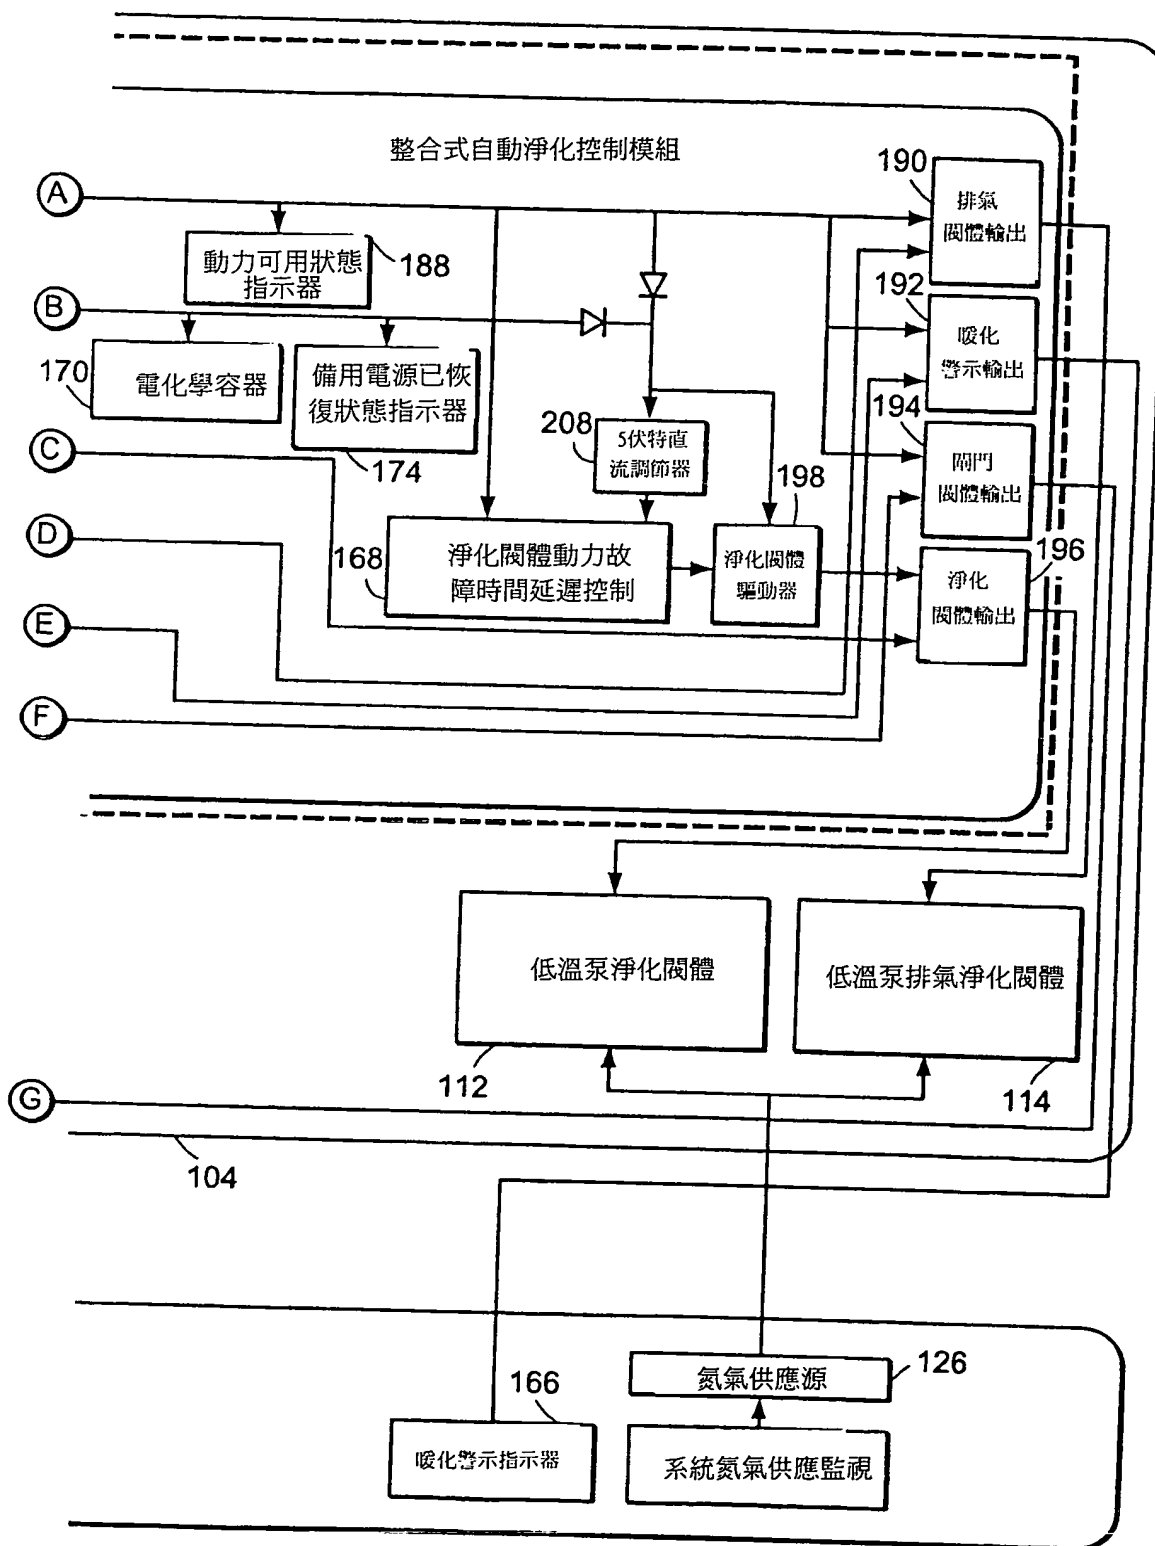 整合式自動淨化控制模組
A
190
排氣
閥體輸出
動力可用狀態
指示器
188
B
192
暖化
警示輸出
170
電化學容器
備用電源已恢
復狀態指示器
174
194
閘門
閥體輸出
C
208
5伏特直
流調節器
198
D
168
淨化閥體動力故
障時間延遲控制
淨化閥體
驅動器
196
淨化
閥體輸出
E
F
低溫泵淨化閥體
低溫泵排氣淨化閥體
112
114
G
104
氮氣供應源
126
166
暖化警示指示器
系統氮氣供應監視